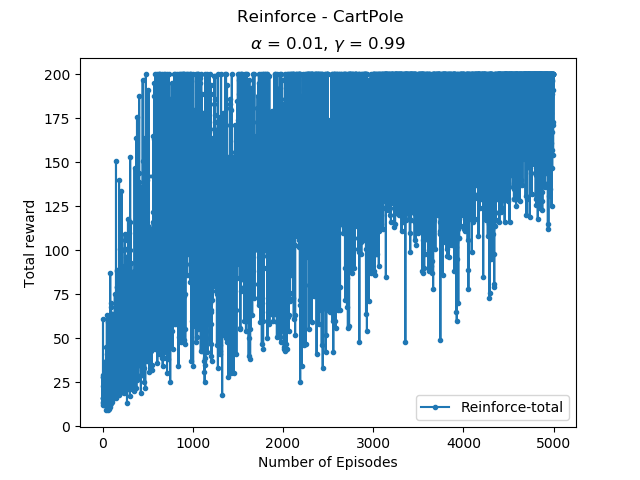 Reinforce - CartPole
α = 0.01, γ = 0.99
Total reward
200
175
150
125
100
75
50
25
0
0 1000 2000 3000 4000 5000
Number of Episodes
Reinforce-total